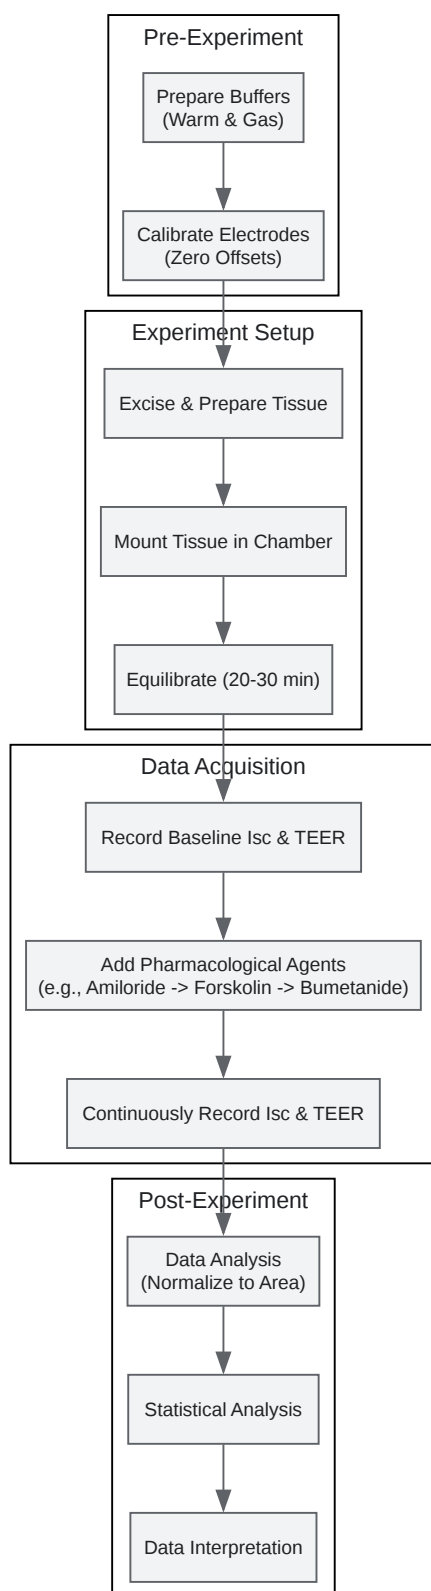 Pre-Experiment
Prepare Buffers
(Warm & Gas)
Calibrate Electrodes
(Zero Offsets)
Experiment Setup
Excise & Prepare Tissue
Mount Tissue in Chamber
Equilibrate (20-30 min)
Data Acquisition
Record Baseline Isc & TEER
Add Pharmacological Agents
(e.g., Amiloride -> Forskolin -> Bumetanide)
Continuously Record Isc & TEER
Post-Experiment
Data Analysis
(Normalize to Area)
Statistical Analysis
Data Interpretation